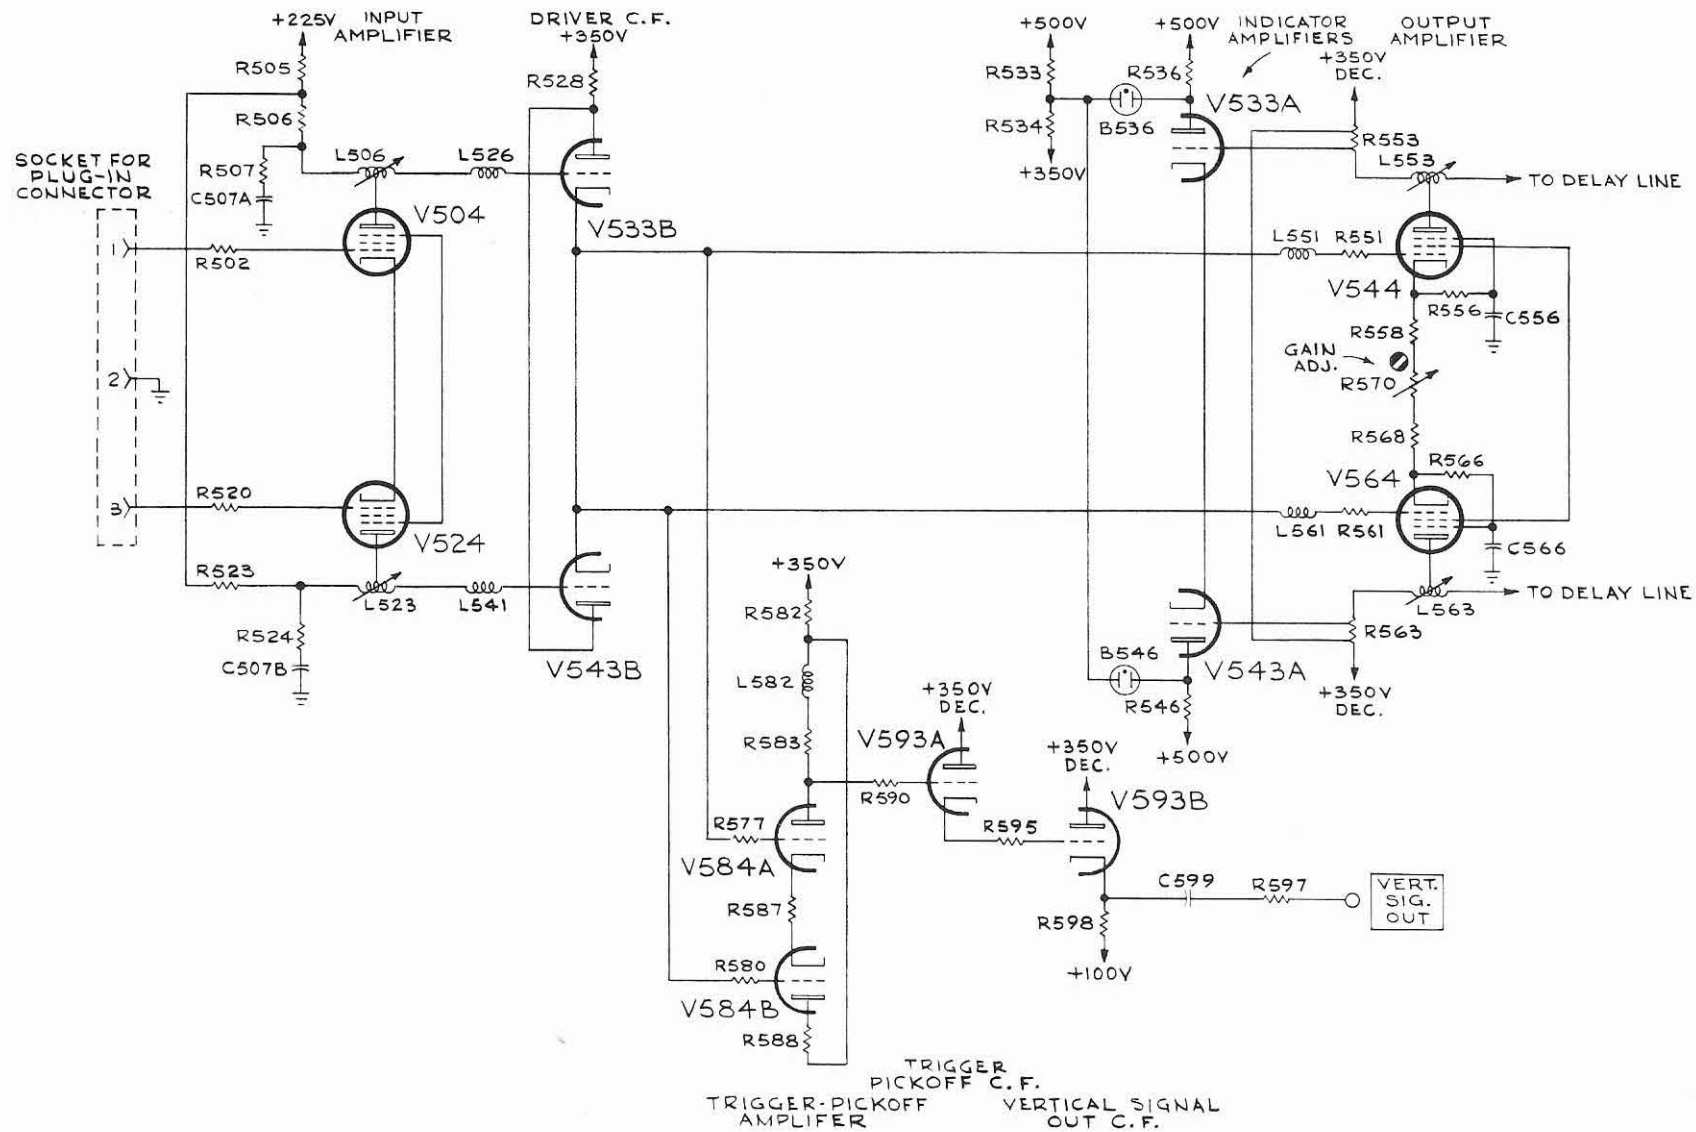 +225V
INPUT
AMPLIFIER
DRIVER C.F.
+350V
+500V
+500V
INDICATOR
AMPLIFIERS
OUTPUT
AMPLIFIER
+350V
DEC.
R505
R528
R533
R536
V533A
R506
R534
B536
R553
SOCKET FOR
PLUG-IN
CONNECTOR
R507
L506
L526
+350V
L553
TO DELAY LINE
C507A
V504
V533B
1
R502
L551
R551
V544
R556
C556
R558
GAIN
ADJ.
2
R570
R568
V564
R566
R520
3
V524
L561
R561
C566
R523
L523
L541
+350V
L563
TO DELAY LINE
R582
R563
R524
C507B
V543B
B546
V543A
L582
+350V
DEC.
R546
+350V
DEC.
R583
V593A
+350V
DEC.
+500V
R590
V593B
R577
R595
V584A
C599
R597
VERT.
SIG.
OUT
R587
R598
R580
+100V
V584B
R588
TRIGGER
PICKOFF C.F.
TRIGGER-PICKOFF
AMPLIFER
VERTICAL SIGNAL
OUT C.F.